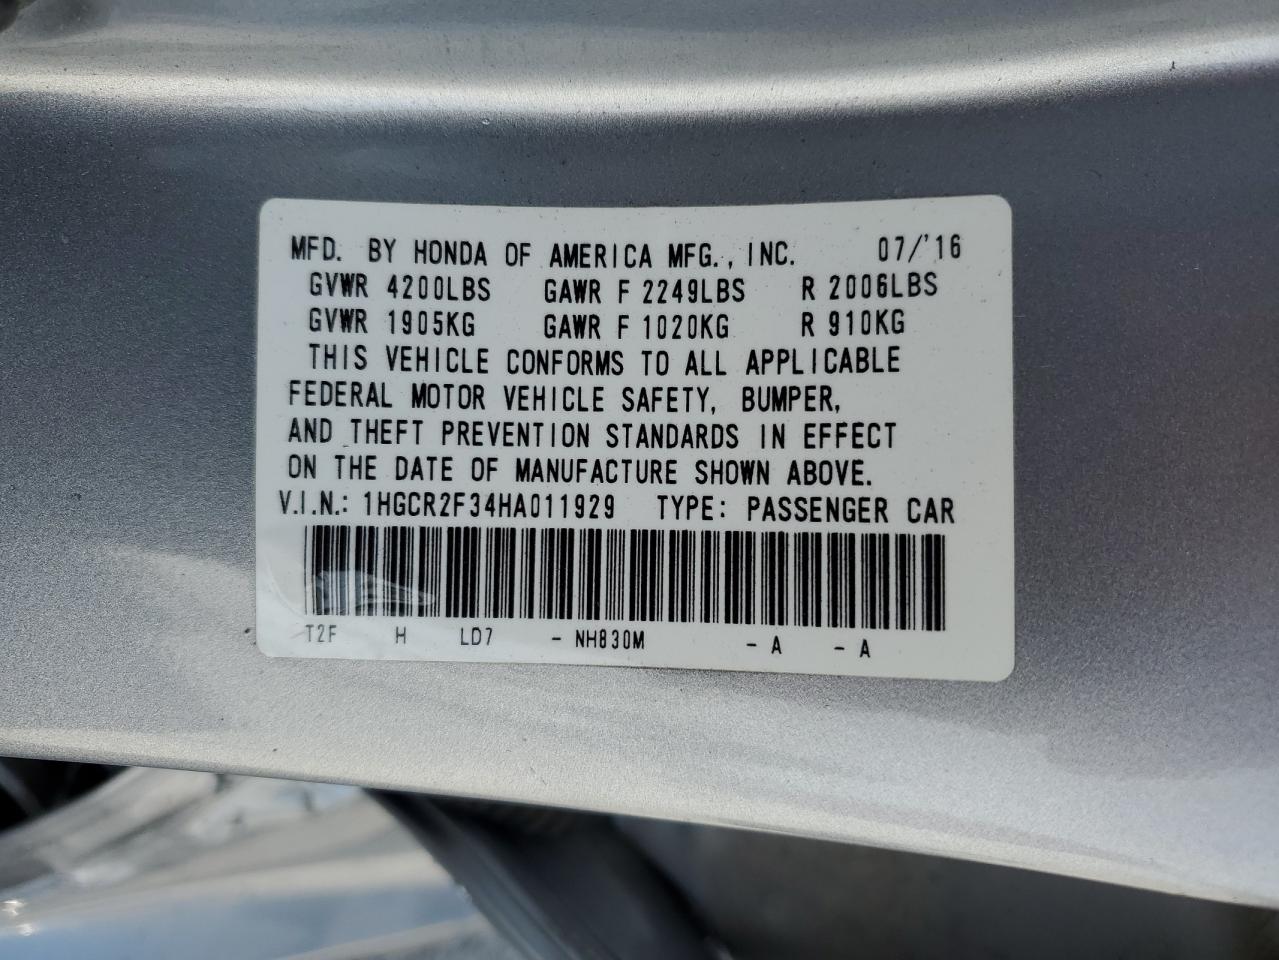 MFD. BY HONDA OF AMERICA MFG., INC. 07/'16
GVWR 4200LBS GAWR F 2249LBS R 2006LBS
GVWR 1905KG GAWR F 1020KG R 910KG
THIS VEHICLE CONFORMS TO ALL APPLICABLE
FEDERAL MOTOR VEHICLE SAFETY, BUMPER,
AND THEFT PREVENTION STANDARDS IN EFFECT
ON THE DATE OF MANUFACTURE SHOWN ABOVE.
V.I.N.: 1HGCR2F34HA011929 TYPE: PASSENGER CAR
T2F H LD7 - NH830M - A - A